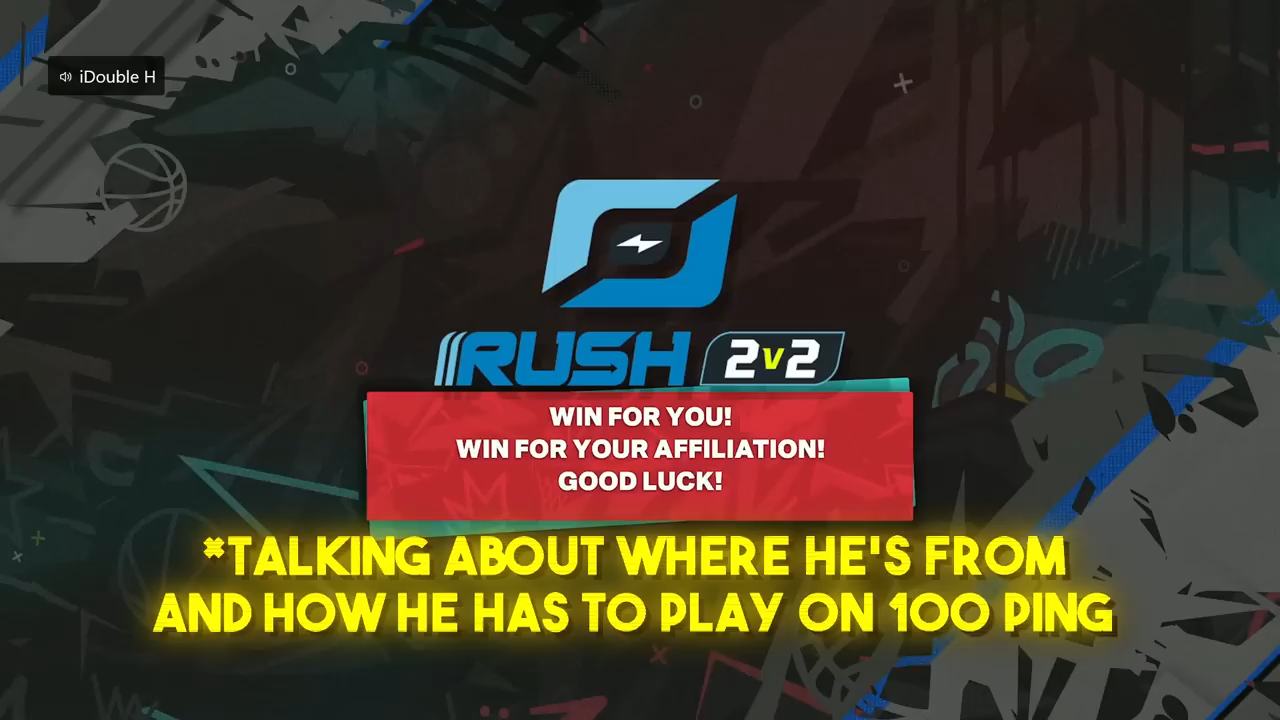 iDouble H
RUSH 2v2
WIN FOR YOU!
WIN FOR YOUR AFFILIATION!
GOOD LUCK!
*TALKING ABOUT WHERE HE'S FROM
AND HOW HE HAS TO PLAY ON 100 PING